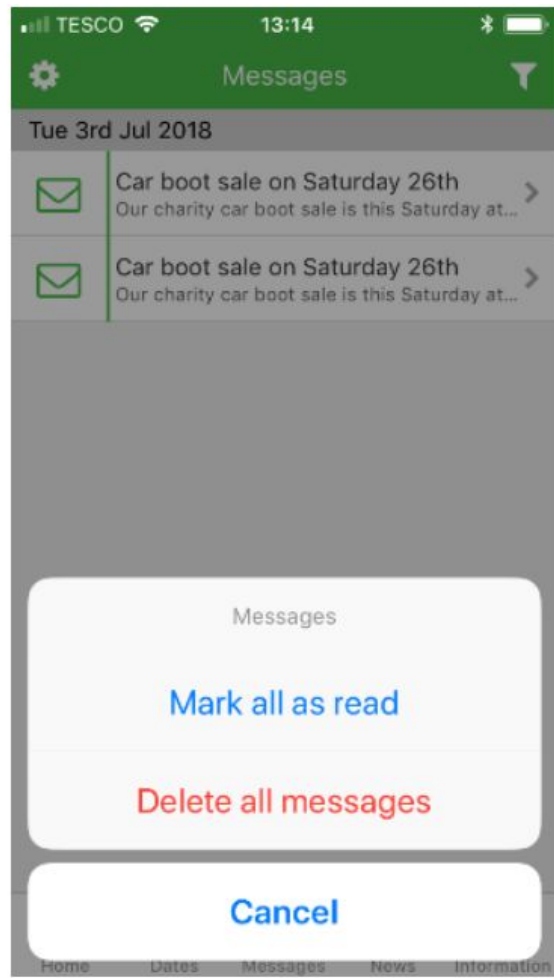 TESCO 13:14
Messages
Tue 3rd Jul 2018
Car boot sale on Saturday 26th
Our charity car boot sale is this Saturday at...
Car boot sale on Saturday 26th
Our charity car boot sale is this Saturday at...
Messages
Mark all as read
Delete all messages
Cancel
Home Dates Messages News Information